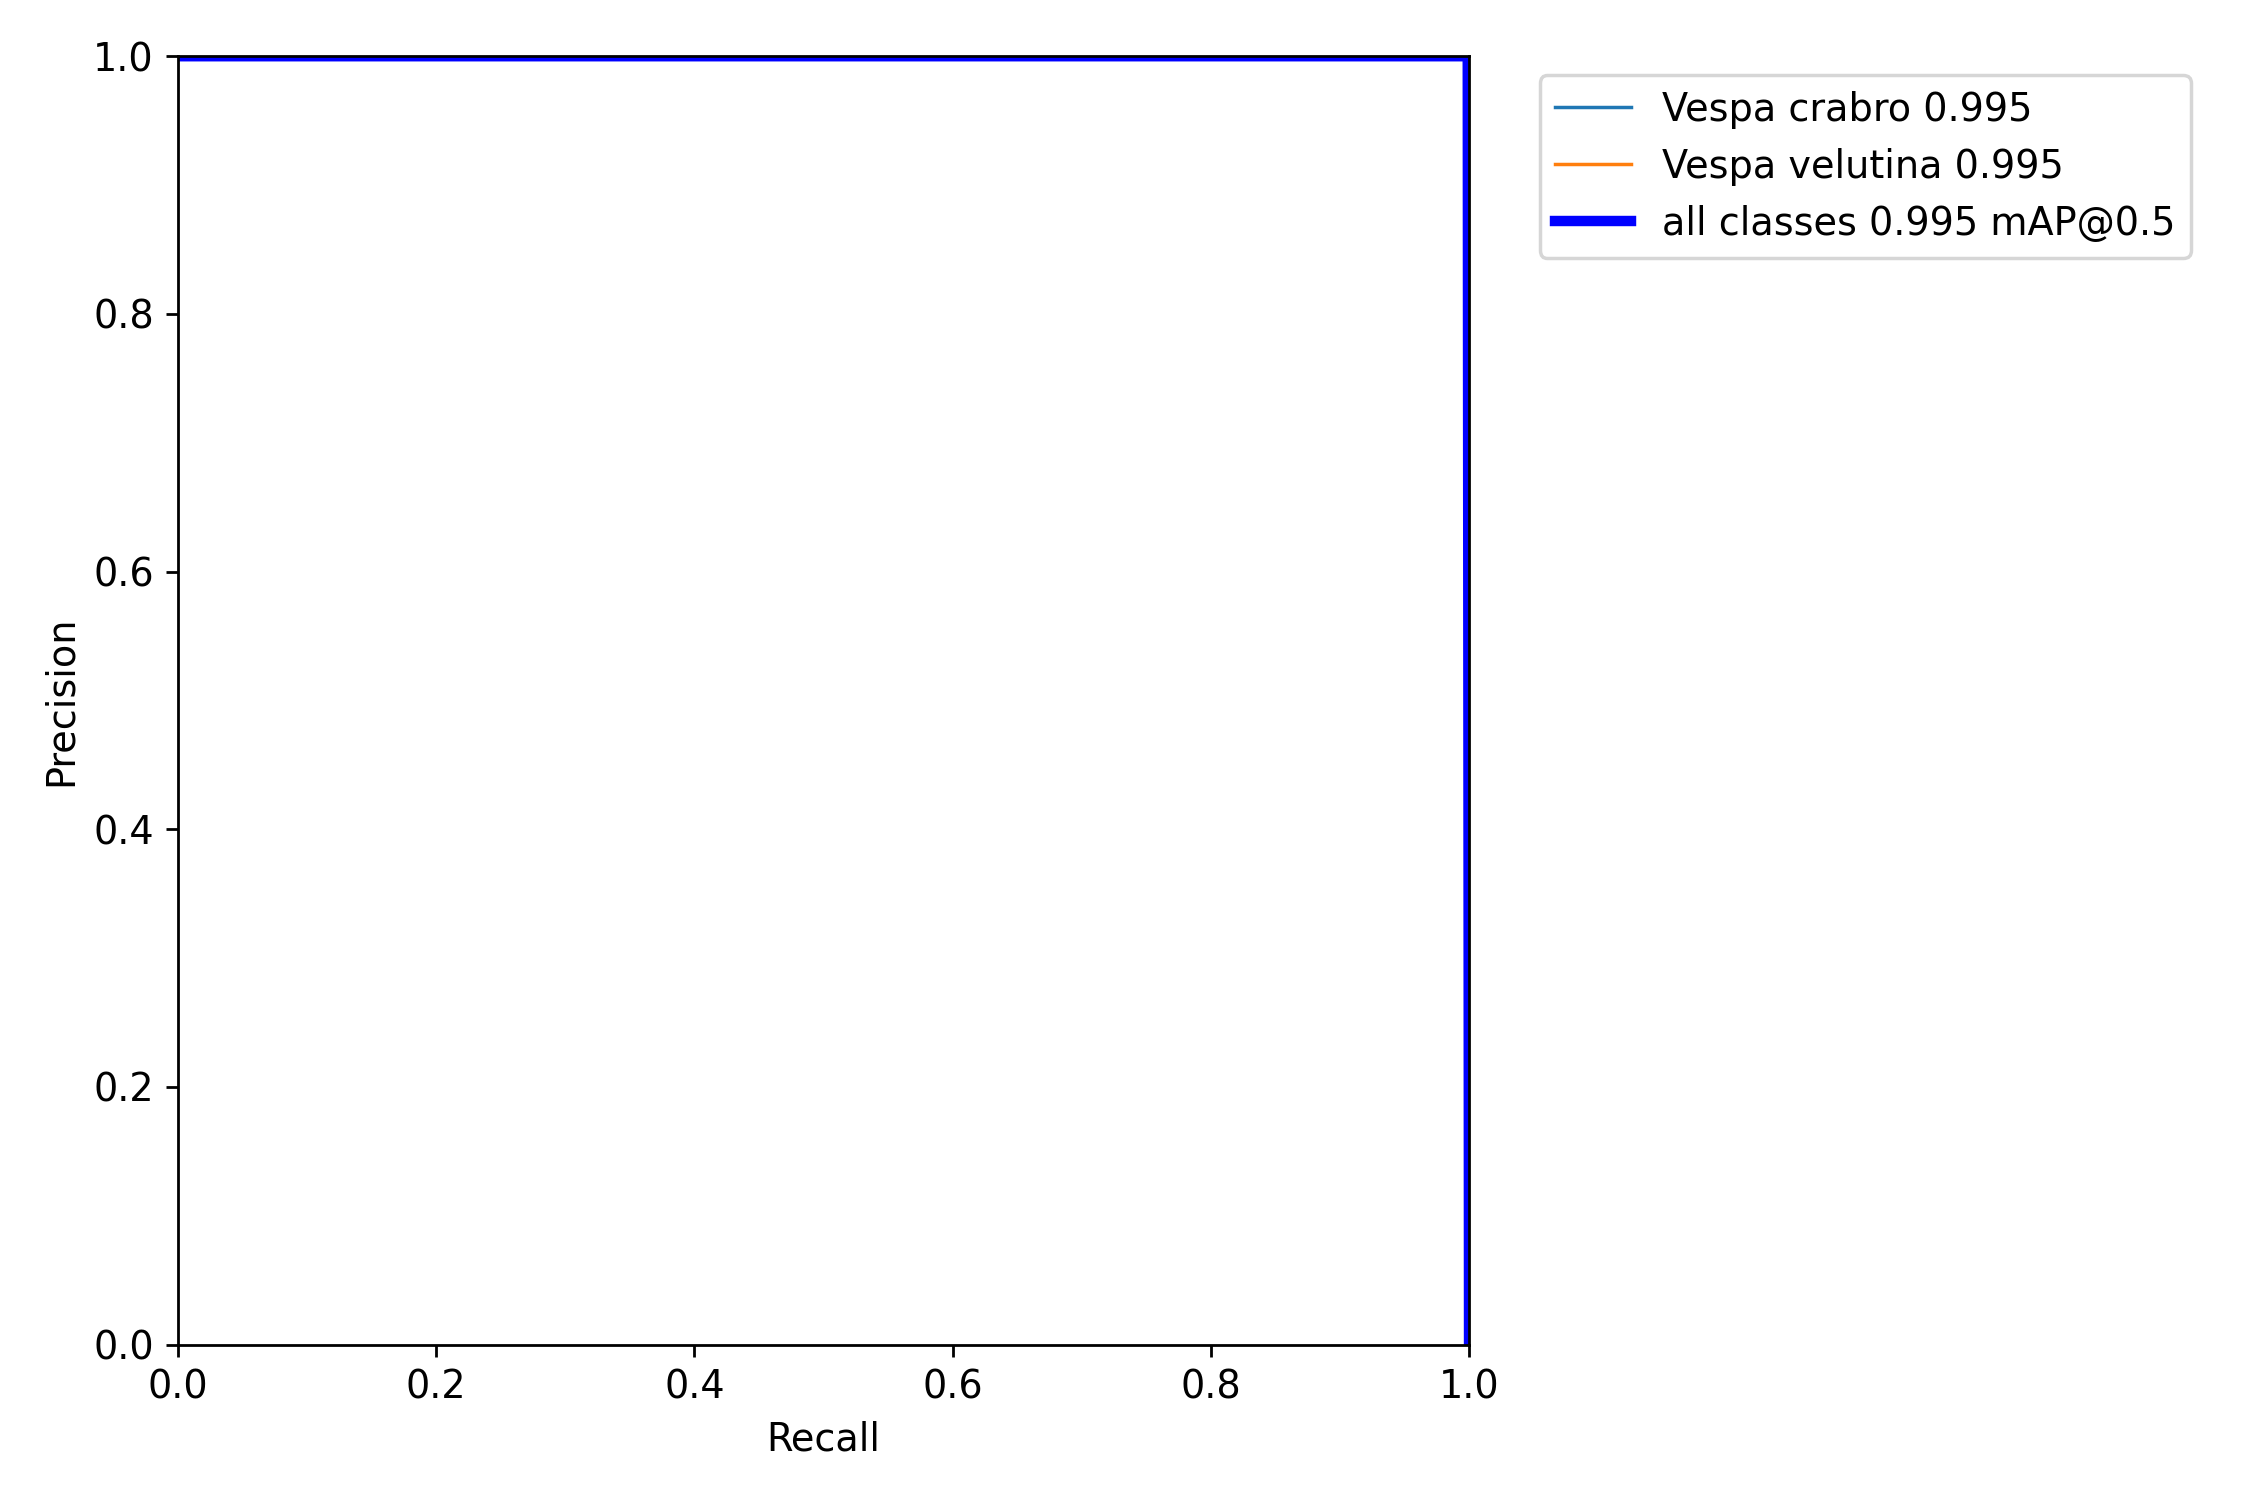 1.0
0.8
0.6
0.4
0.2
0.0
Precision
0.0 0.2 0.4 0.6 0.8 1.0
Recall
Vespa crabro 0.995
Vespa velutina 0.995
all classes 0.995 mAP@0.5